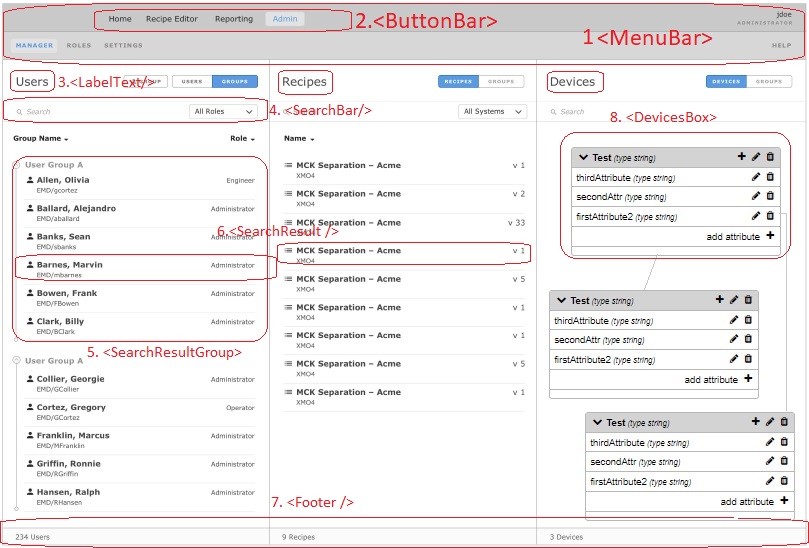 Home Recipe Editor Reporting Admin
2.<ButtonBar>
jdoe
ADMINISTRATOR
1<MenuBar>
MANAGER ROLES SETTINGS
HELP
Users
3.<LabelText/>
USERS GROUPS
Search
All Roles
4. <SearchBar/>
Group Name Role
User Group A
Allen, Olivia Engineer
EMD/gcortez
Ballard, Alejandro Administrator
EMD/aballard
Banks, Sean Administrator
EMD/sbanks
6.<SearchResult />
Barnes, Marvin Administrator
EMD/mbarnes
Bowen, Frank Administrator
EMD/FBowen
Clark, Billy Administrator
EMD/BClark
5. <SearchResultGroup>
User Group A
Collier, Georgie Administrator
EMD/GCollier
Cortez, Gregory Operator
EMD/GCortez
Franklin, Marcus Administrator
EMD/MFranklin
Griffin, Ronnie Administrator
EMD/RGriffin
Hansen, Ralph Administrator
EMD/RHansen
234 Users
Recipes
RECIPES GROUPS
All Systems
Name
MCK Separation – Acme v 1
XMO4
MCK Separation – Acme v 2
XMO4
MCK Separation – Acme v 33
XMO4
MCK Separation – Acme v 1
XMO4
MCK Separation – Acme v 5
XMO4
MCK Separation – Acme v 1
XMO4
MCK Separation – Acme v 1
XMO4
MCK Separation – Acme v 5
XMO4
MCK Separation – Acme v 1
XMO4
7. <Footer />
9 Recipes
Devices
DEVICES GROUPS
Search
8. <DevicesBox>
Test (type string)
thirdAttribute (type string)
secondAttr (type string)
firstAttribute2 (type string)
add attribute
Test (type string)
thirdAttribute (type string)
secondAttr (type string)
firstAttribute2 (type string)
add attribute
Test (type string)
thirdAttribute (type string)
secondAttr (type string)
firstAttribute2 (type string)
add attribute
3 Devices